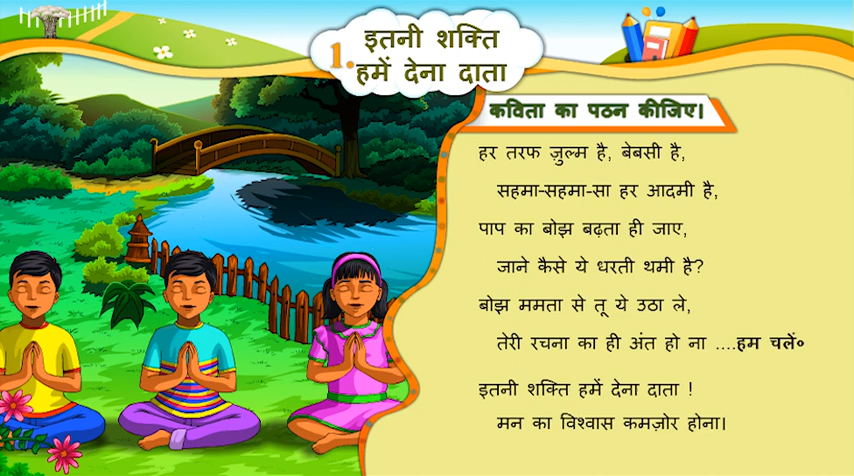 1. इतनी शक्ति
हमें देना दाता
कविता का पठन कीजिए।
हर तरफ ज़ुल्म है, बेबसी है,
सहमा-सहमा-सा हर आदमी है,
पाप का बोझ बढ़ता ही जाए,
जाने कैसे ये धरती थमी है?
बोझ ममता से तू ये उठा ले,
तेरी रचना का ही अंत हो ना ....हम चलें॰
इतनी शक्ति हमें देना दाता !
मन का विश्वास कमज़ोर होना।